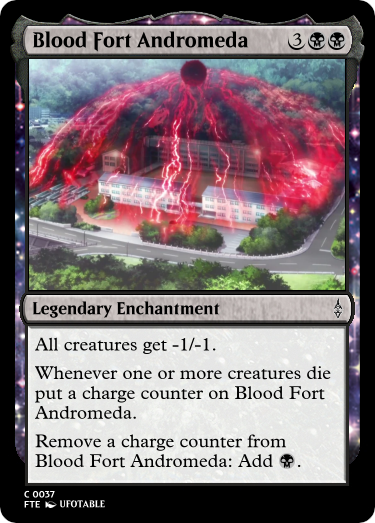 Blood Fort Andromeda 3
Legendary Enchantment
All creatures get -1/-1.
Whenever one or more creatures die
put a charge counter on Blood Fort
Andromeda.
Remove a charge counter from
Blood Fort Andromeda: Add .
C 0037
FTE UFOTABLE